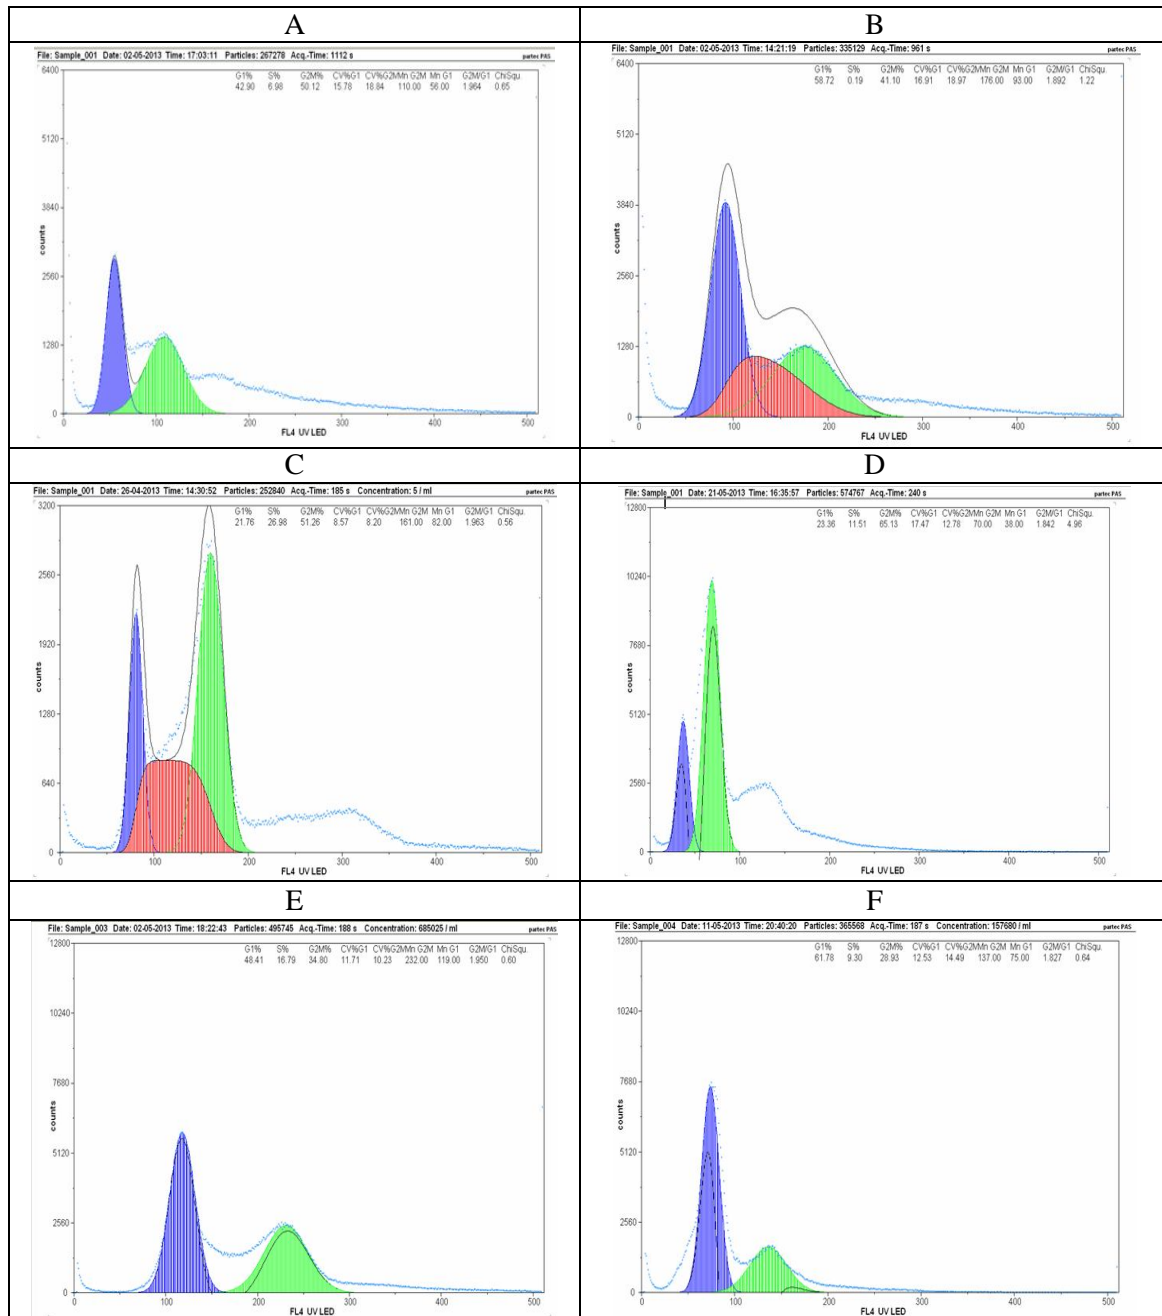 A B
File: Sample_001 Date: 02-05-2013 Time: 17:03:11 Particles: 267278 Acq.-Time: 1112 s partec PAS
G1% S% G2M% CV%G1 CV%G2M Mn G2M Mn G1 G2M/G1 ChiSqu.
42.90 6.98 50.12 15.78 18.84 110.00 56.00 1.964 0.65
6400
5120
3840
2560
1280
0
counts
0 100 200 300 400 500
FL4 UV LED
File: Sample_001 Date: 02-05-2013 Time: 14:21:19 Particles: 335129 Acq.-Time: 961 s partec PAS
G1% S% G2M% CV%G1 CV%G2M Mn G2M Mn G1 G2M/G1 ChiSqu.
58.72 0.19 41.10 16.91 18.97 176.00 93.00 1.892 1.22
6400
5120
3840
2560
1280
0
counts
0 100 200 300 400 500
FL4 UV LED
C D
File: Sample_001 Date: 26-04-2013 Time: 14:30:52 Particles: 252840 Acq.-Time: 185 s Concentration: 5 / ml partec PAS
G1% S% G2M% CV%G1 CV%G2M Mn G2M Mn G1 G2M/G1 ChiSqu.
21.76 26.98 51.26 8.57 8.20 161.00 82.00 1.963 0.56
3200
2560
1920
1280
640
0
counts
0 100 200 300 400 500
FL4 UV LED
File: Sample_001 Date: 21-05-2013 Time: 16:35:57 Particles: 574767 Acq.-Time: 240 s partec PAS
G1% S% G2M% CV%G1 CV%G2M Mn G2M Mn G1 G2M/G1 ChiSqu.
23.36 11.51 65.13 17.47 12.78 70.00 38.00 1.842 4.96
12800
10240
7680
5120
2560
0
counts
0 100 200 300 400 500
FL4 UV LED
E F
File: Sample_003 Date: 02-05-2013 Time: 18:22:43 Particles: 495745 Acq.-Time: 188 s Concentration: 685025 / ml partec PAS
G1% S% G2M% CV%G1 CV%G2M Mn G2M Mn G1 G2M/G1 ChiSqu.
48.41 16.79 34.80 11.71 10.23 232.00 119.00 1.950 0.60
12800
10240
7680
5120
2560
0
counts
0 100 200 300 400 500
FL4 UV LED
File: Sample_004 Date: 11-05-2013 Time: 20:40:20 Particles: 365568 Acq.-Time: 187 s Concentration: 157680 / ml partec PAS
G1% S% G2M% CV%G1 CV%G2M Mn G2M Mn G1 G2M/G1 ChiSqu.
61.78 9.30 28.93 12.53 14.49 137.00 75.00 1.827 0.64
12800
10240
7680
5120
2560
0
counts
0 100 200 300 400 500
FL4 UV LED